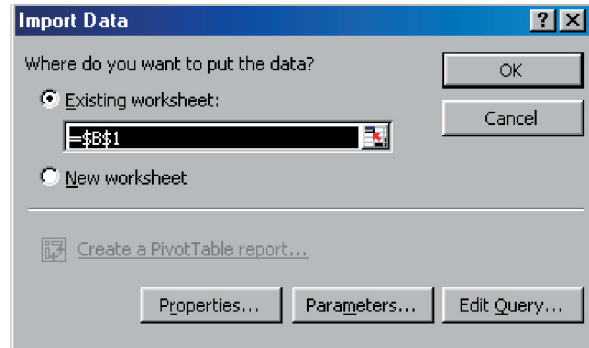 Import Data
Where do you want to put the data?
OK
Existing worksheet:
Cancel
=$B$1
New worksheet
Create a PivotTable report...
Properties...
Parameters...
Edit Query...